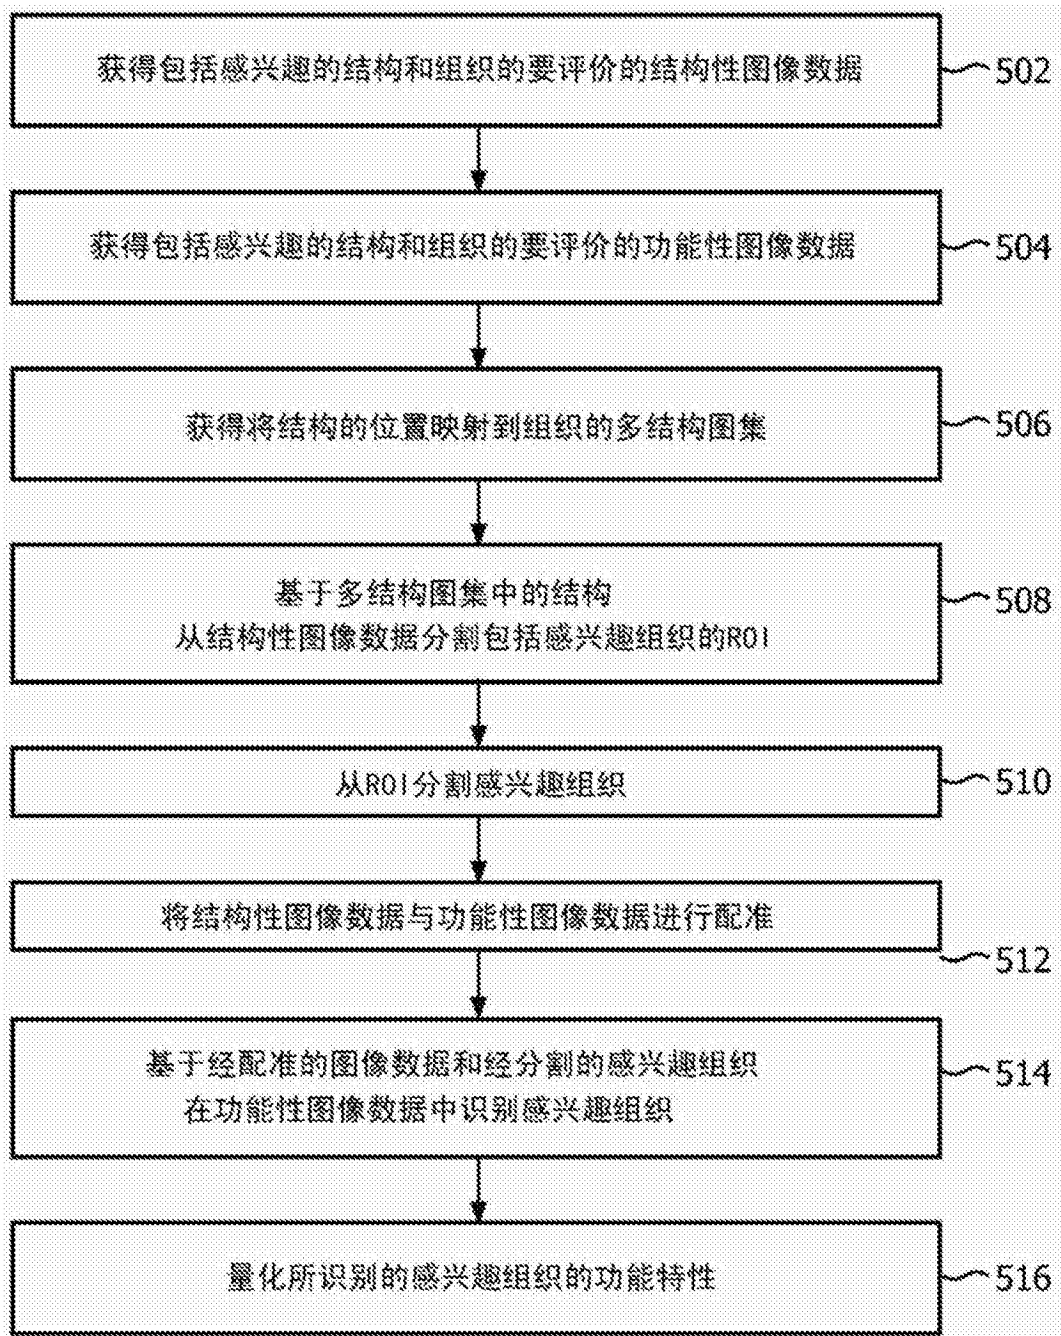 获得包括感兴趣的结构和组织的要评价的结构性图像数据
502
获得包括感兴趣的结构和组织的要评价的功能性图像数据
504
获得将结构的位置映射到组织的多结构图集
506
基于多结构图集中的结构
从结构性图像数据分割包括感兴趣组织的ROI
508
从ROI分割感兴趣组织
510
将结构性图像数据与功能性图像数据进行配准
512
基于经配准的图像数据和经分割的感兴趣组织
在功能性图像数据中识别感兴趣组织
514
量化所识别的感兴趣组织的功能特性
516